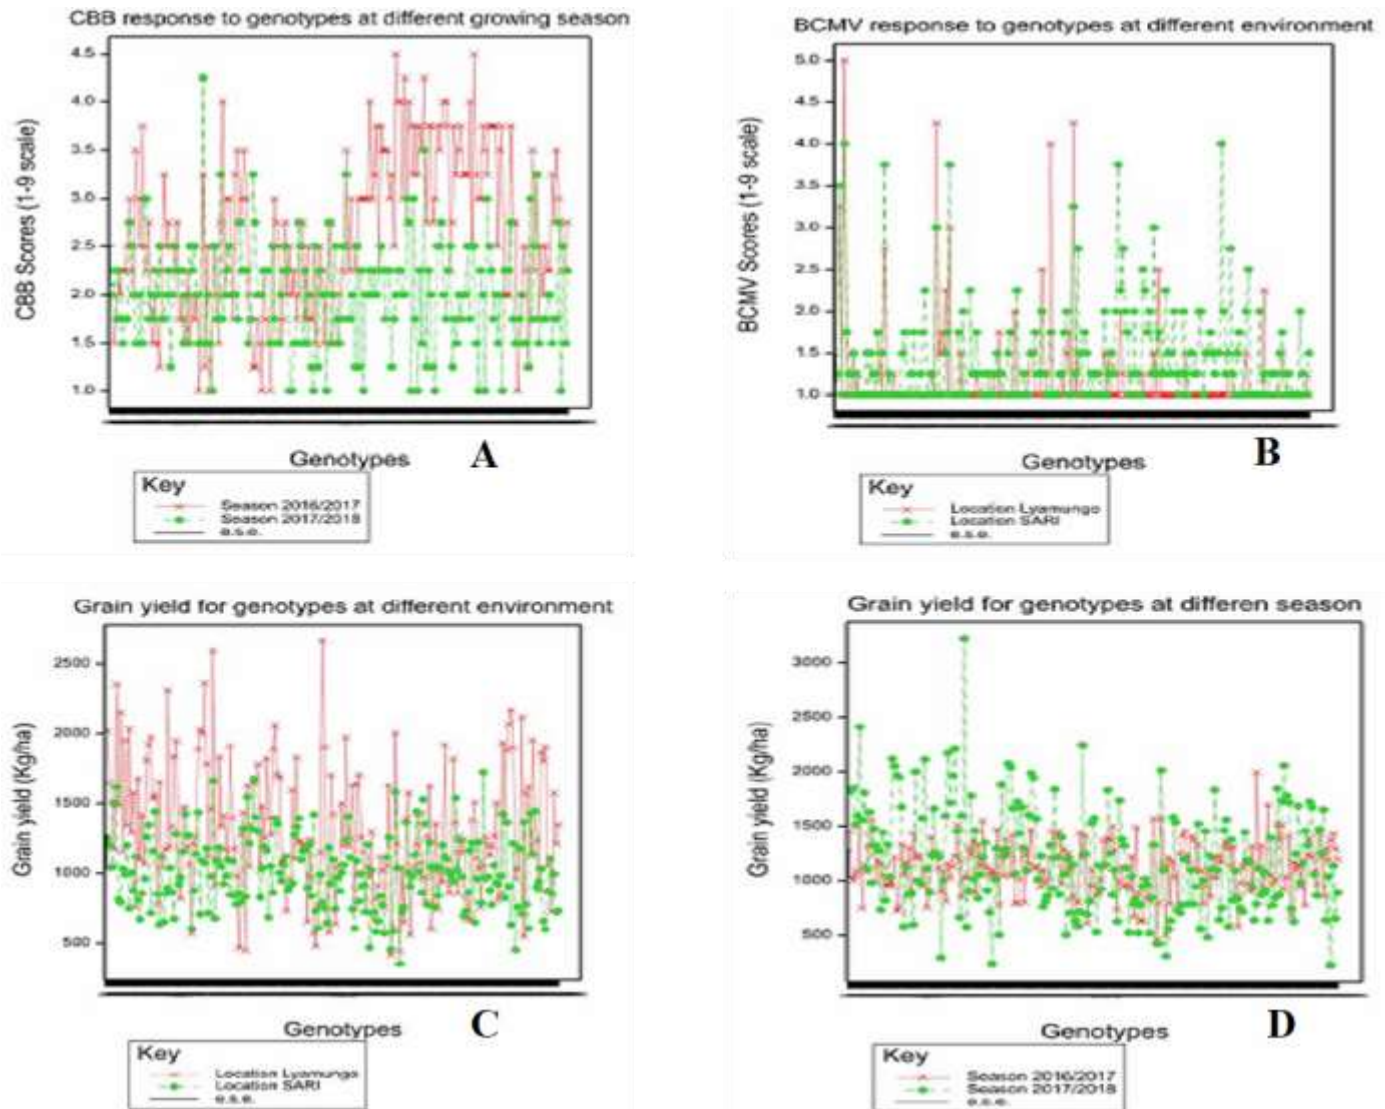 CBB response to genotypes at different growing season
CBB Scores (1-9 scale)
4.5
4.0
3.5
3.0
2.5
2.0
1.5
1.0
Genotypes
A
Key
Season 2016/2017
Season 2017/2018
e.s.e.
BCMV response to genotypes at different environment
BCMV Scores (1-9 scale)
5.0
4.5
4.0
3.5
3.0
2.5
2.0
1.5
1.0
Genotypes
B
Key
Location Lyamungo
Location SARI
e.s.e.
Grain yield for genotypes at different environment
Grain yield (Kg/ha)
2500
2000
1500
1000
500
Genotypes
C
Key
Location Lyamungo
Location SARI
e.s.e.
Grain yield for genotypes at differen season
Grain yield (Kg/ha)
3000
2500
2000
1500
1000
500
Genotypes
D
Key
Season 2016/2017
Season 2017/2018
e.s.e.